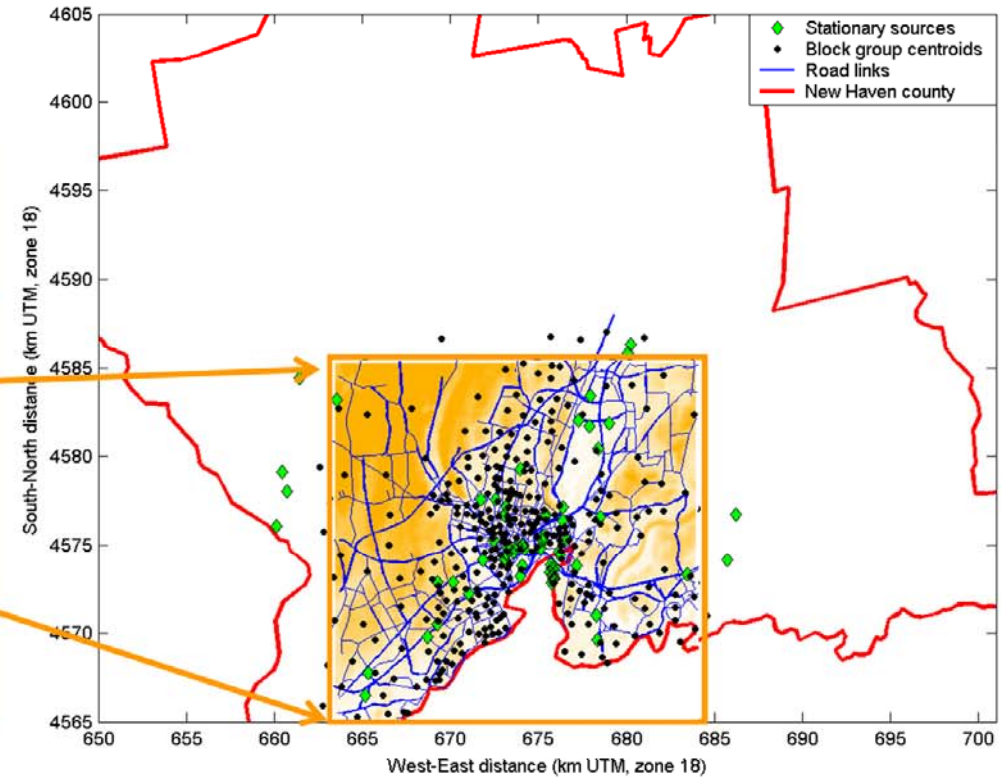 Stationary sources
Block group centroids
Road links
New Haven county
4605
4600
4595
4590
4585
4580
4575
4570
4565
South-North distance (km UTM, zone 18)
650 655 660 665 670 675 680 685 690 695 700
West-East distance (km UTM, zone 18)